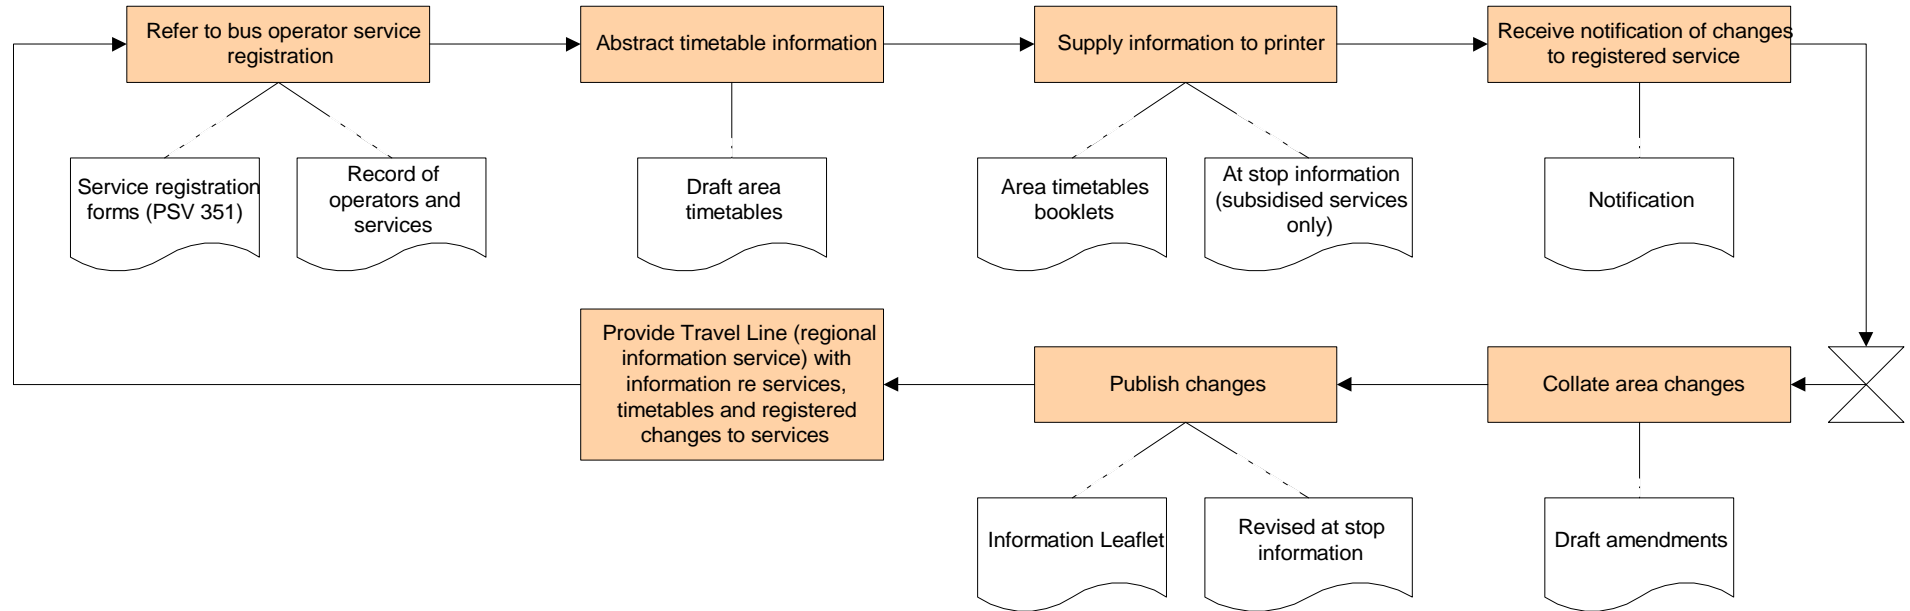 Refer to bus operator service
registration
Abstract timetable information
Supply information to printer
Receive notification of changes
to registered service
Service registration
forms (PSV 351)
Record of
operators and
services
Draft area
timetables
Area timetables
booklets
At stop information
(subsidised services
only)
Notification
Provide Travel Line (regional
information service) with
information re services,
timetables and registered
changes to services
Publish changes
Collate area changes
Information Leaflet
Revised at stop
information
Draft amendments